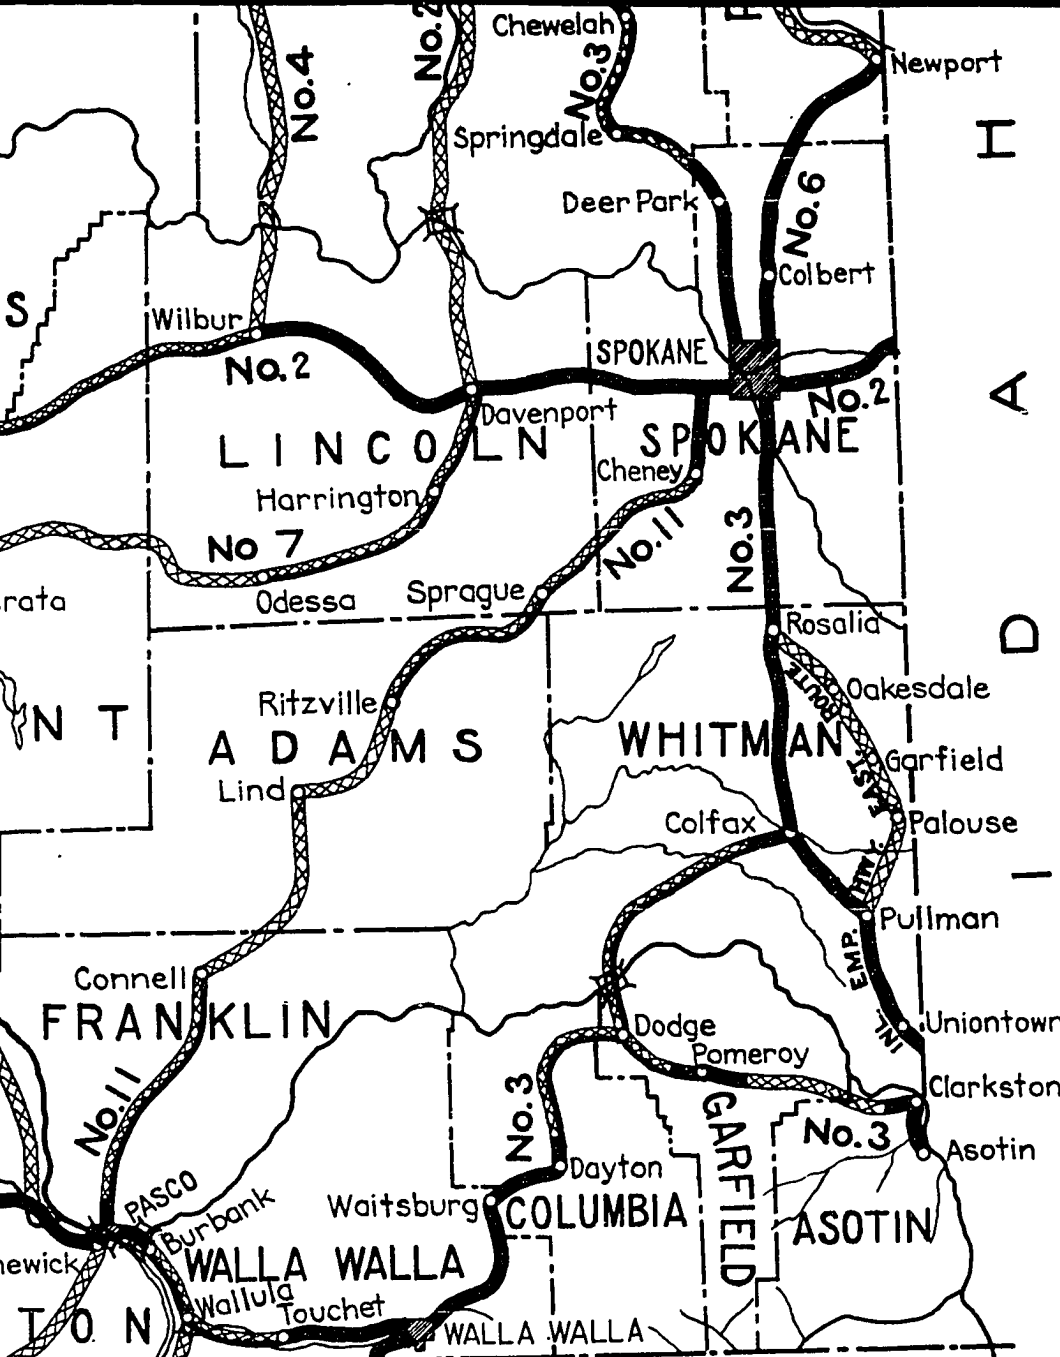 Chewelah
No.2
No.3
No.4
Newport
H
Springdale
Deer Park
No.6
Colbert
S
Wilbur
No.2
SPOKANE
No.2
A
Davenport
LINCOLN
SPOKANE
Cheney
Harrington
No.11
No.3
No 7
rata
Odessa
Sprague
Rosalia
D
ROUTE
Oakesdale
Ritzville
NT
ADAMS
WHITMAN
Garfield
EAST.
Lind
Colfax
Palouse
HWY.
I
Pullman
EMP.
Connell
FRANKLIN
Dodge
INL.
Uniontown
Pomeroy
Clarkston
No.11
No.3
GARFIELD
No.3
Asotin
Dayton
PASCO
Waitsburg
COLUMBIA
Burbank
ASOTIN
newick
WALLA WALLA
Wallula
Touchet
TON
WALLA WALLA